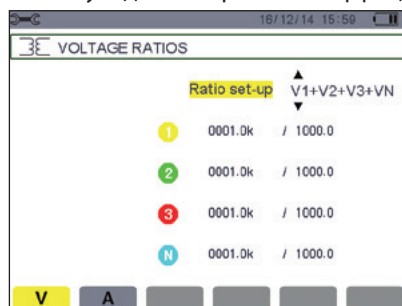 16/12/14 15:59
VOLTAGE RATIOS
Ratio set-up V1+V2+V3+VN
1 0001.0k / 1000.0
2 0001.0k / 1000.0
3 0001.0k / 1000.0
N 0001.0k / 1000.0
V A